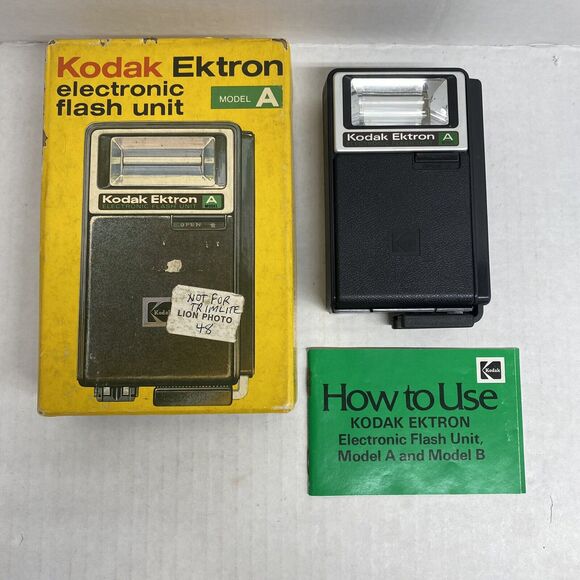 Kodak Ektron
electronic
flash unit
MODEL A
Kodak Ektron A
ELECTRONIC FLASH UNIT
OPEN
NOT FOR
TRIMLITE
LION PHOTO
48
Kodak
Kodak Ektron A
Kodak
How to Use
KODAK EKTRON
Electronic Flash Unit,
Model A and Model B